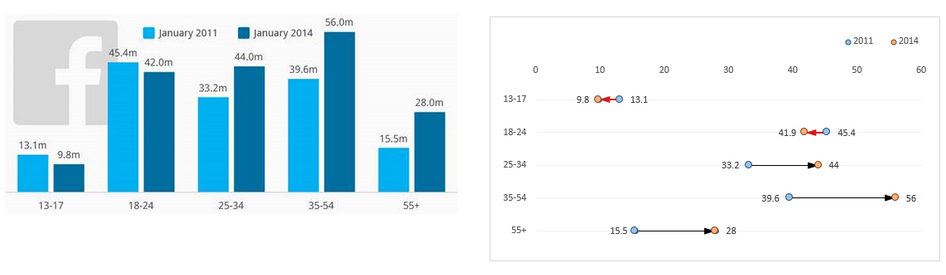 January 2011 January 2014
13.1m 9.8m 45.4m 42.0m 33.2m 44.0m 39.6m 56.0m 15.5m 28.0m
13-17 18-24 25-34 35-54 55+
2011 2014
0 10 20 30 40 50 60
13-17 9.8 13.1
18-24 41.9 45.4
25-34 33.2 44
35-54 39.6 56
55+ 15.5 28